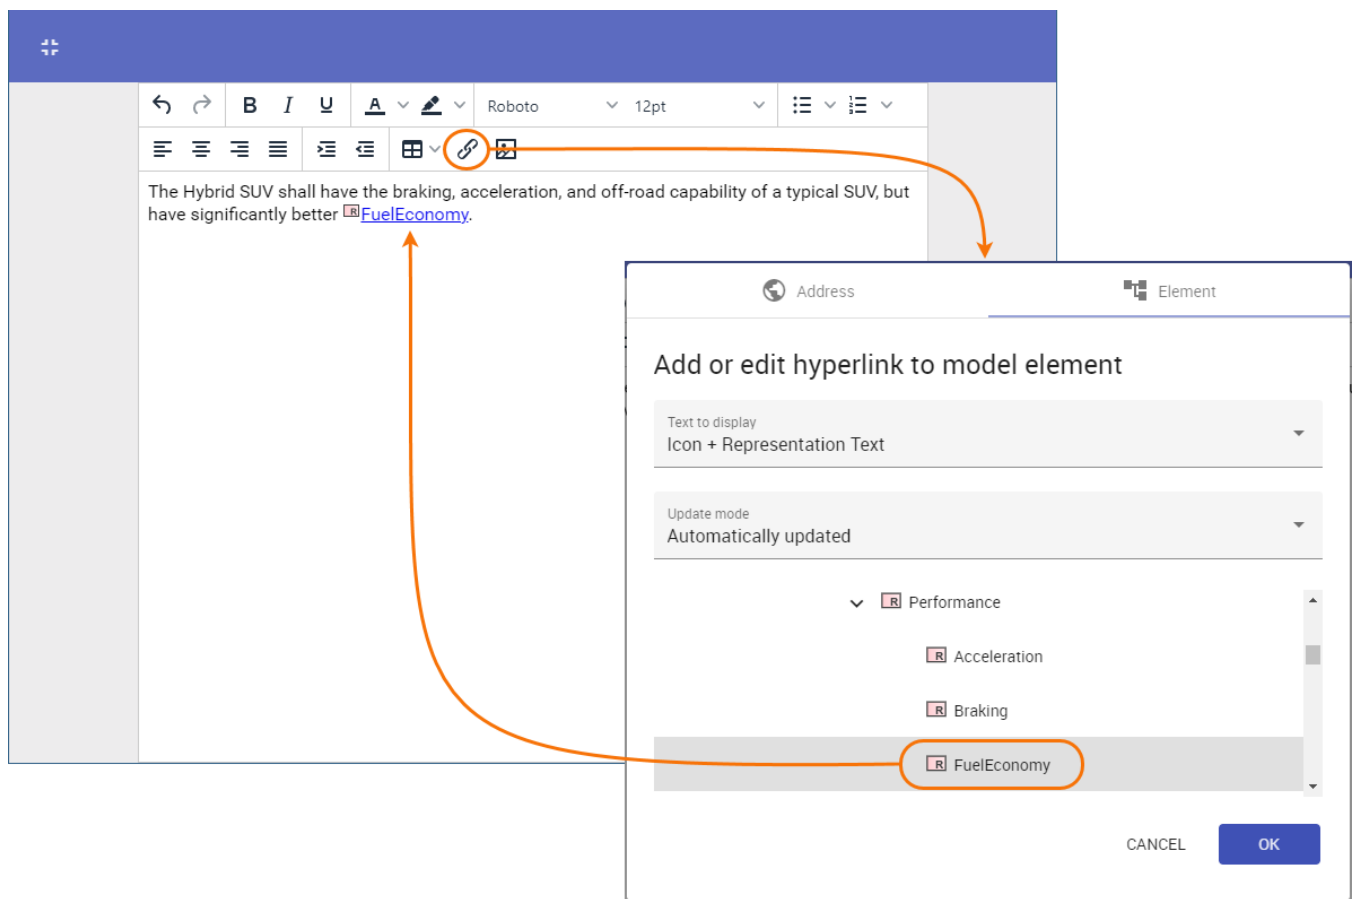 B I U A Roboto 12pt
The Hybrid SUV shall have the braking, acceleration, and off-road capability of a typical SUV, but
have significantly better R FuelEconomy.
Address Element
Add or edit hyperlink to model element
Text to display
Icon + Representation Text
Update mode
Automatically updated
R Performance
R Acceleration
R Braking
R FuelEconomy
CANCEL OK